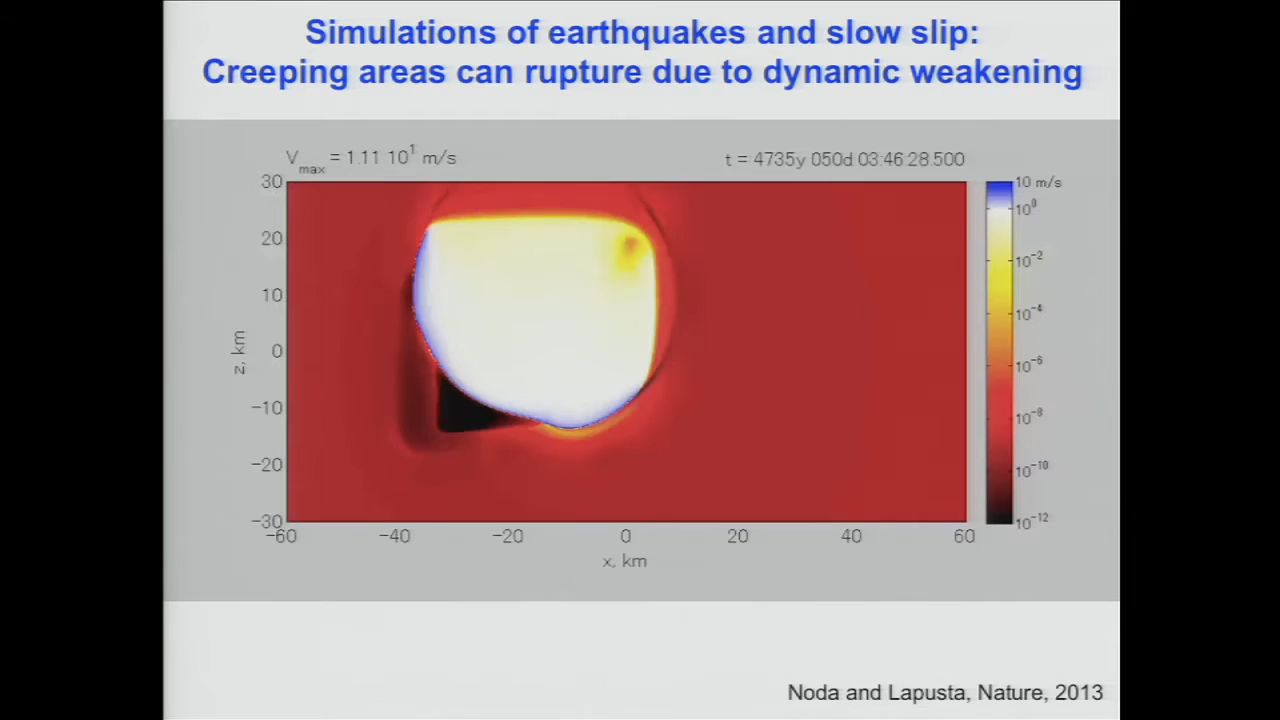 Simulations of earthquakes and slow slip:
Creeping areas can rupture due to dynamic weakening
Vmax = 1.11 10^1 m/s
t = 4735y 050d 03:46:28.500
30
20
10
0
−10
−20
−30
z, km
−60
−40
−20
0
20
40
60
x, km
10 m/s
10^0
10^−2
10^−4
10^−6
10^−8
10^−10
10^−12
Noda and Lapusta, Nature, 2013